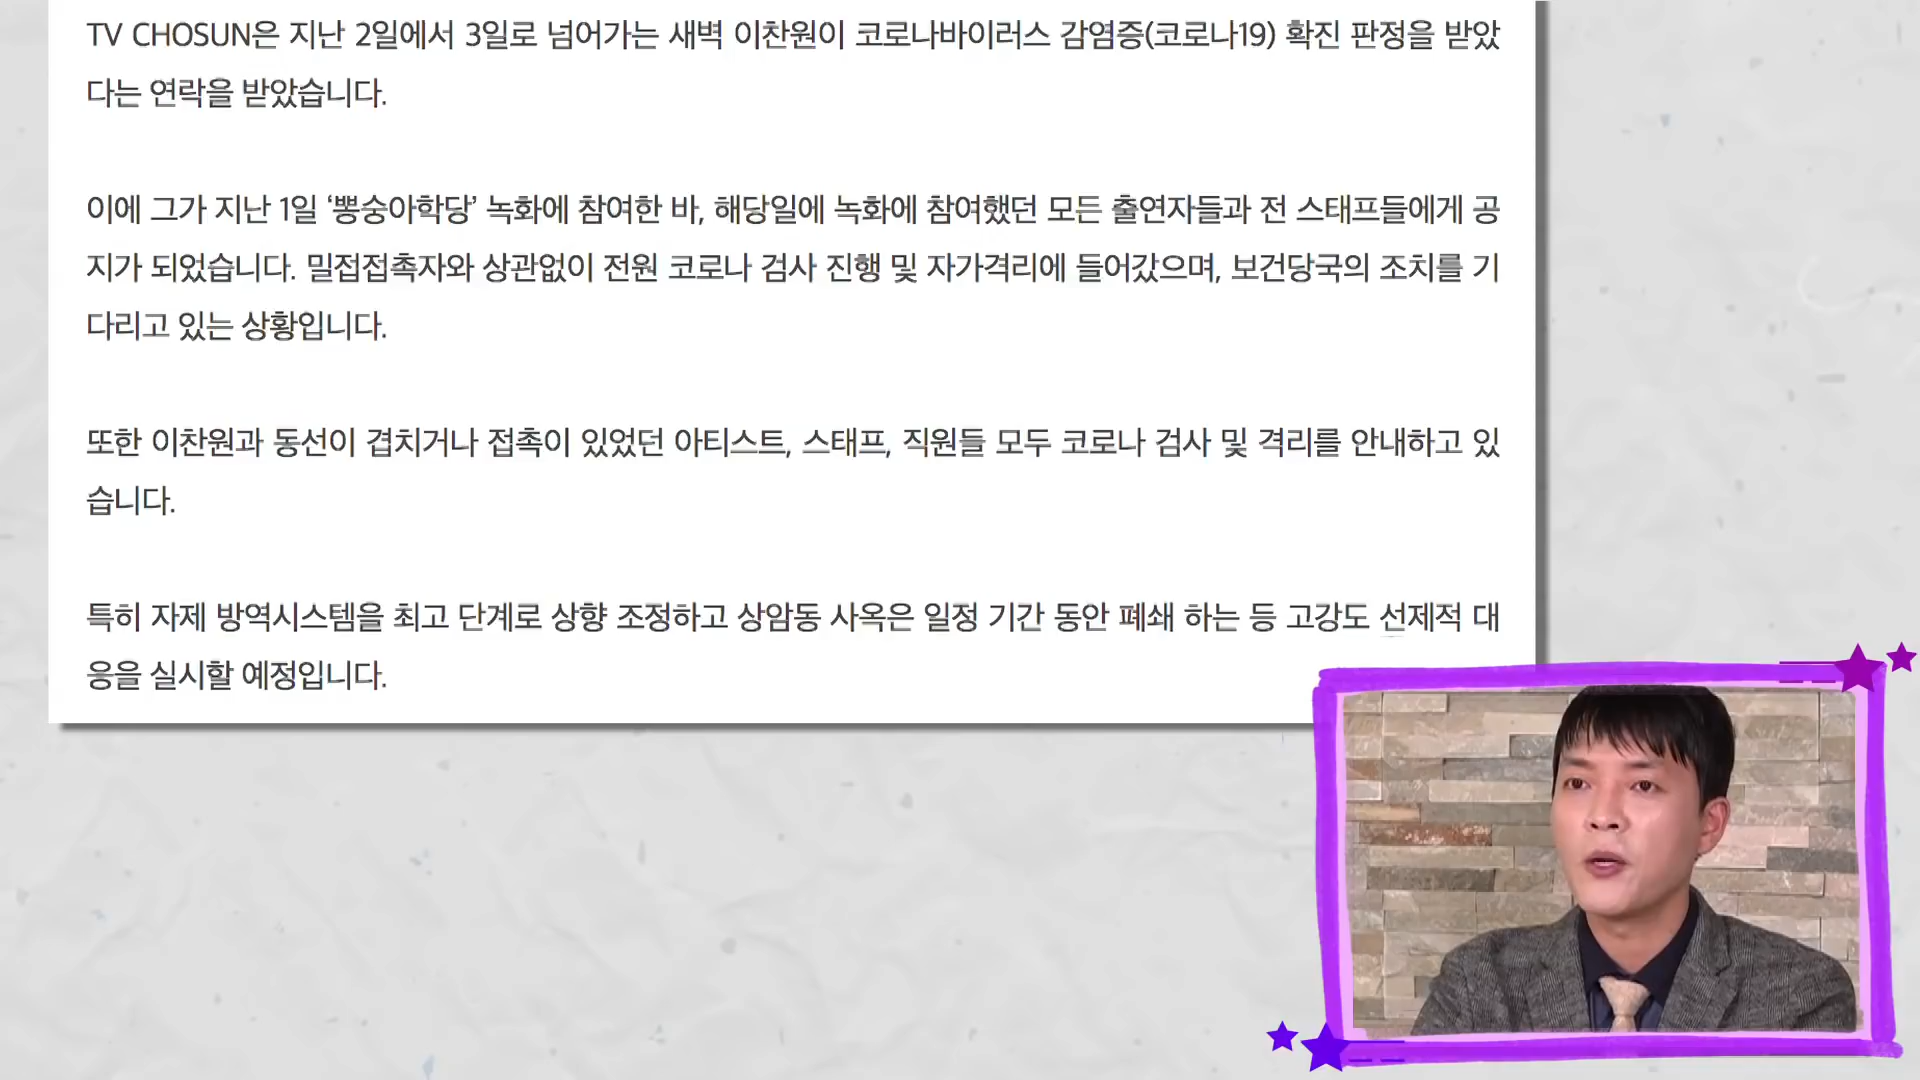 TV CHOSUN은 지난 2일에서 3일로 넘어가는 새벽 이찬원이 코로나바이러스 감염증(코로나19) 확진 판정을 받았
다는 연락을 받았습니다.
이에 그가 지난 1일 ‘뽕숭아학당’ 녹화에 참여한 바, 해당일에 녹화에 참여했던 모든 출연자들과 전 스태프들에게 공
지가 되었습니다. 밀접접촉자와 상관없이 전원 코로나 검사 진행 및 자가격리에 들어갔으며, 보건당국의 조치를 기
다리고 있는 상황입니다.
또한 이찬원과 동선이 겹치거나 접촉이 있었던 아티스트, 스태프, 직원들 모두 코로나 검사 및 격리를 안내하고 있
습니다.
특히 자제 방역시스템을 최고 단계로 상향 조정하고 상암동 사옥은 일정 기간 동안 폐쇄 하는 등 고강도 선제적 대
응을 실시할 예정입니다.